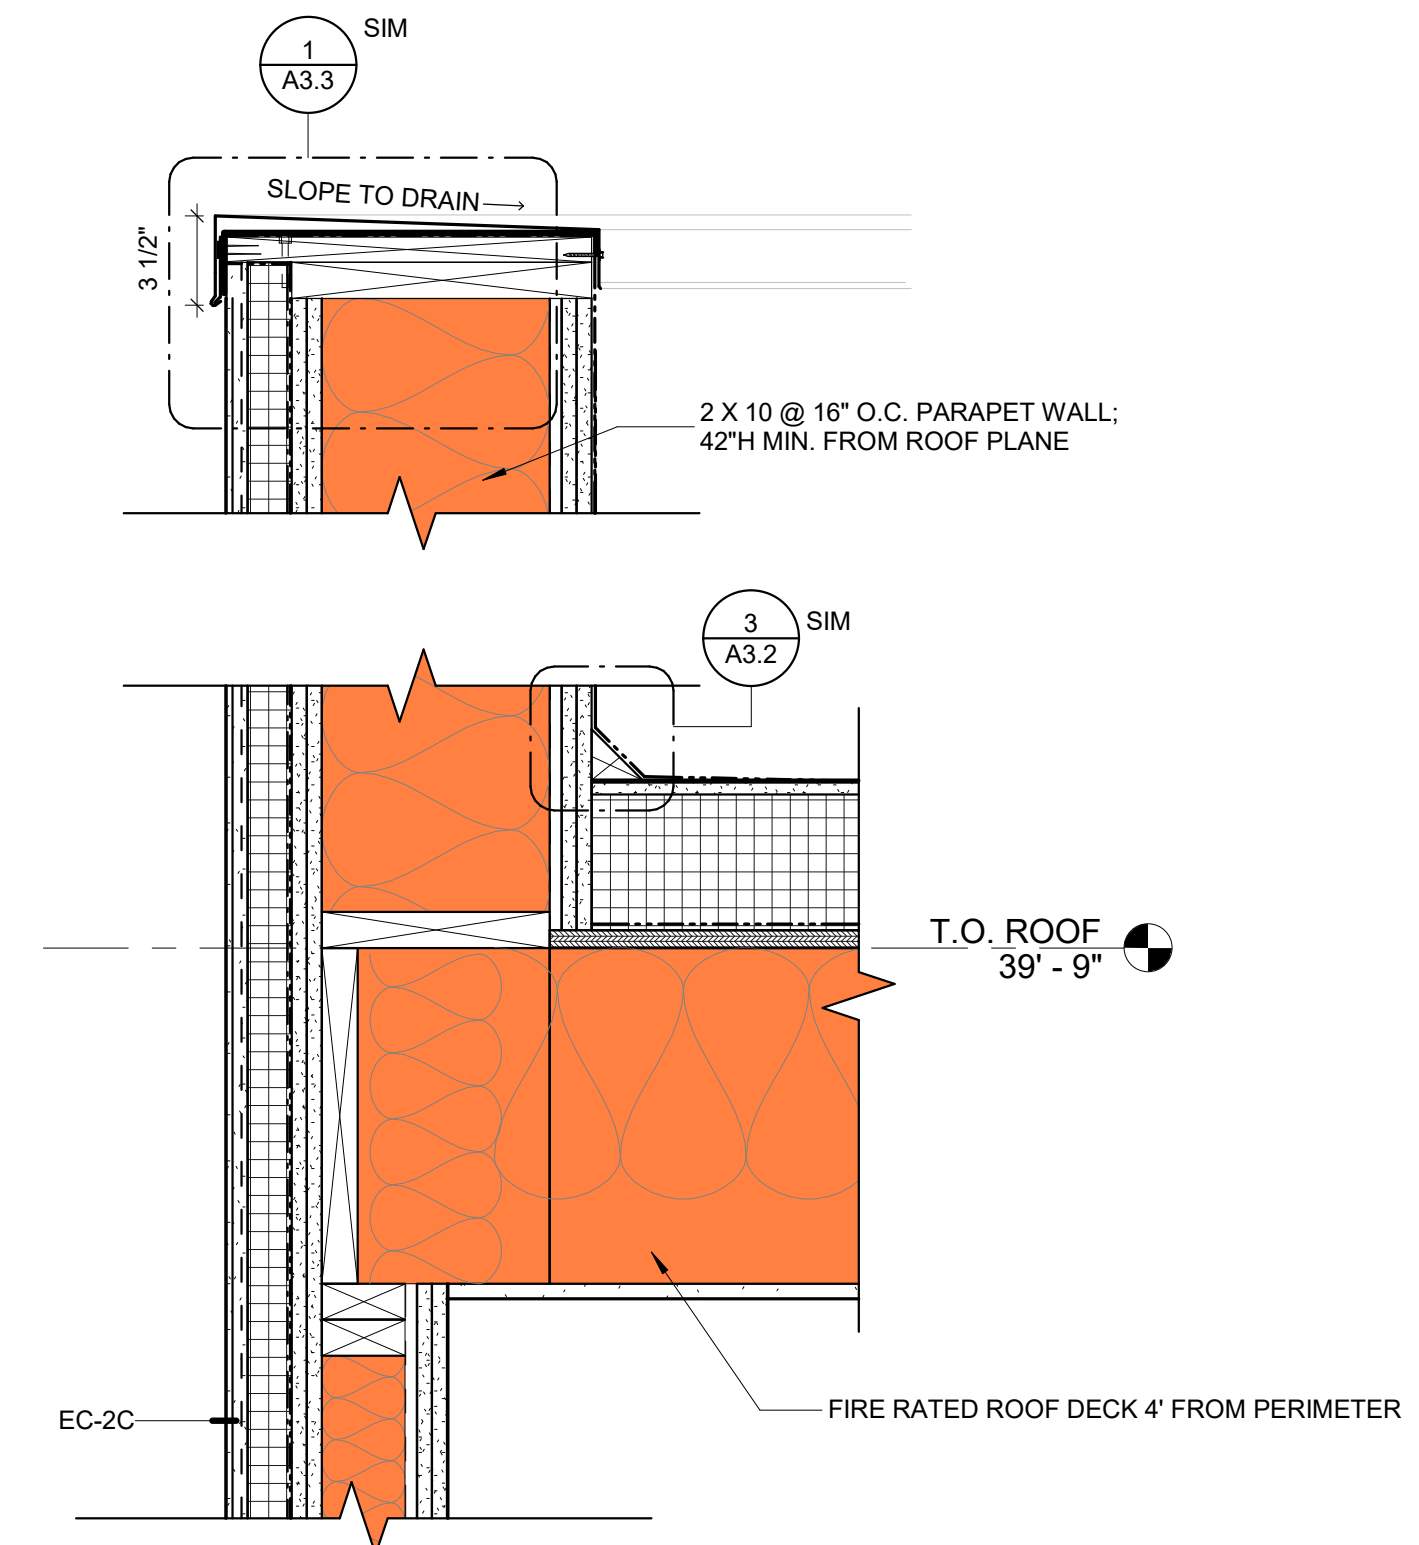 1
A3.3
SIM
SLOPE TO DRAIN
3 1/2"
2 X 10 @ 16" O.C. PARAPET WALL;
42"H MIN. FROM ROOF PLANE
3
A3.2
SIM
T.O. ROOF
39' - 9"
EC-2C
FIRE RATED ROOF DECK 4' FROM PERIMETER